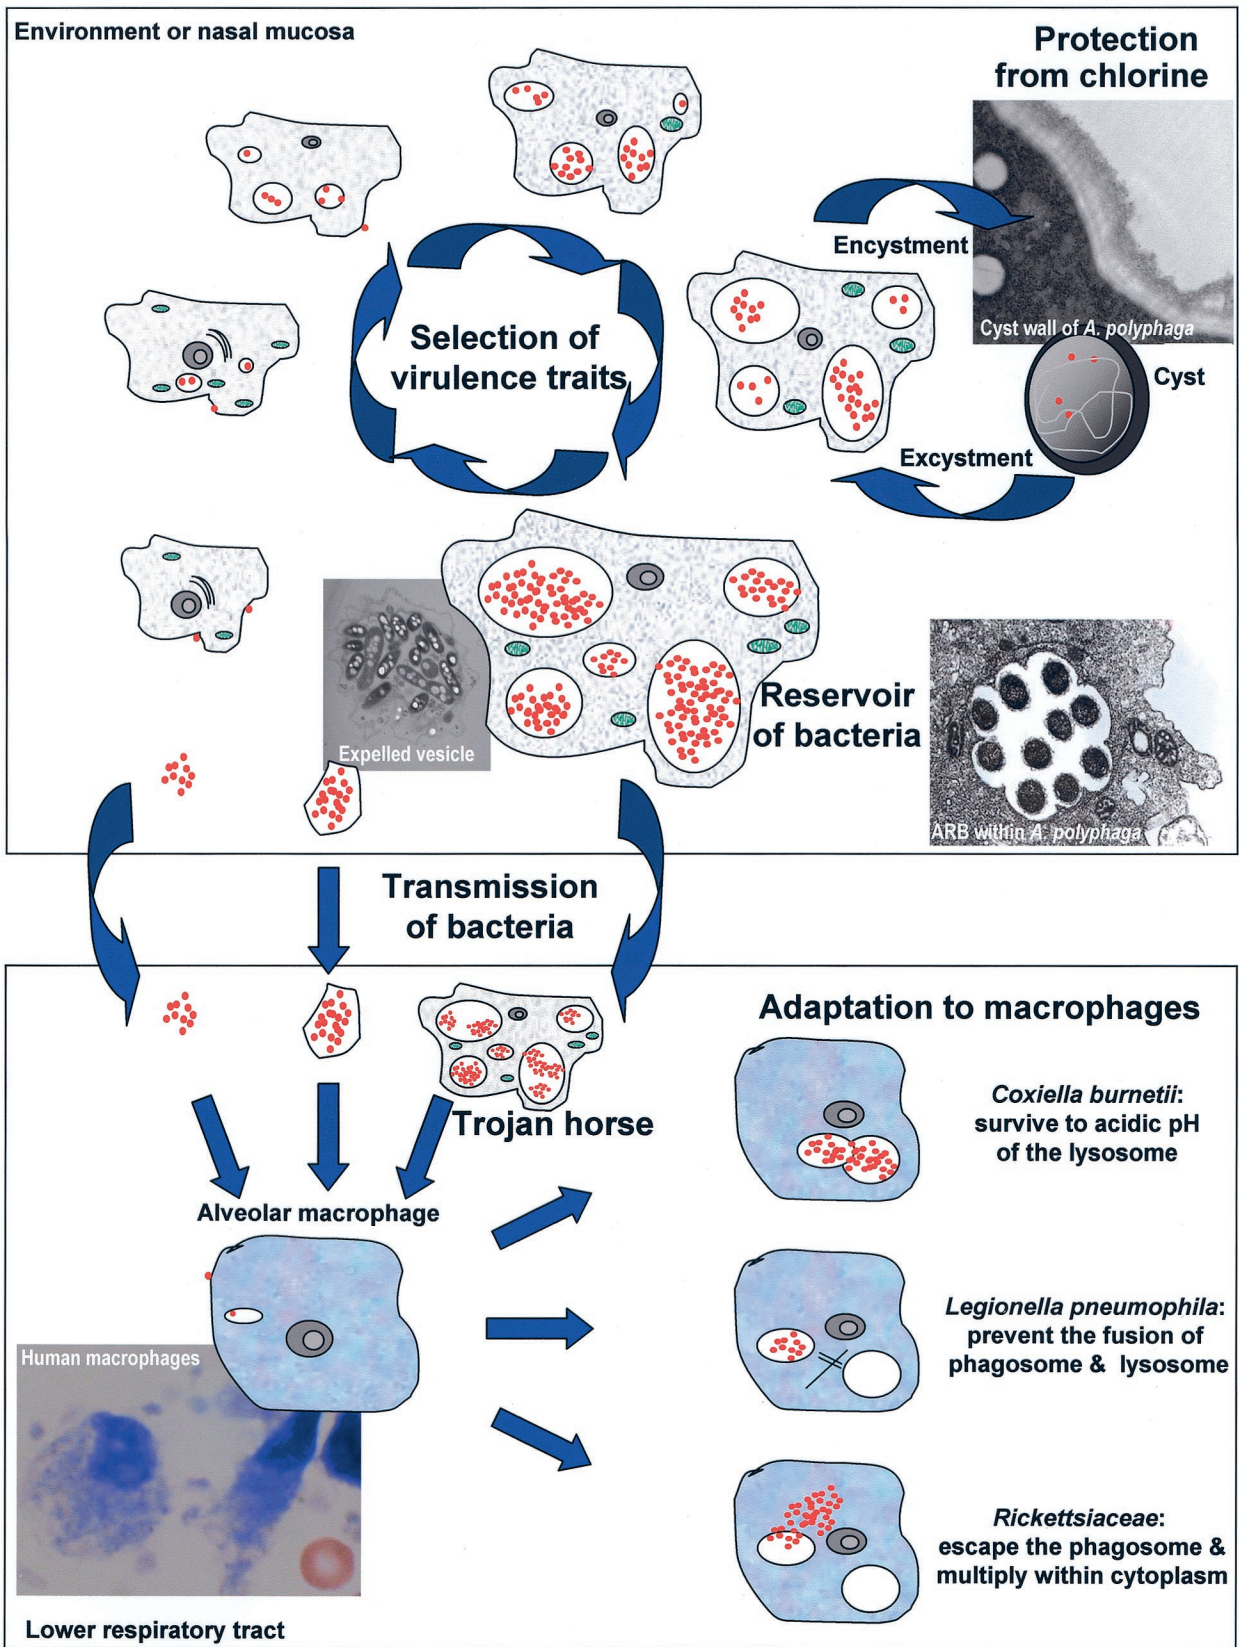 Environment or nasal mucosa
Protection
from chlorine
Encystment
Cyst wall of A. polyphaga
Selection of
virulence traits
Cyst
Excystment
Expelled vesicle
Reservoir
of bacteria
ARB within A. polyphaga
Transmission
of bacteria
Adaptation to macrophages
Trojan horse
Coxiella burnetii:
survive to acidic pH
of the lysosome
Alveolar macrophage
Legionella pneumophila:
prevent the fusion of
phagosome & lysosome
Human macrophages
Rickettsiaceae:
escape the phagosome &
multiply within cytoplasm
Lower respiratory tract